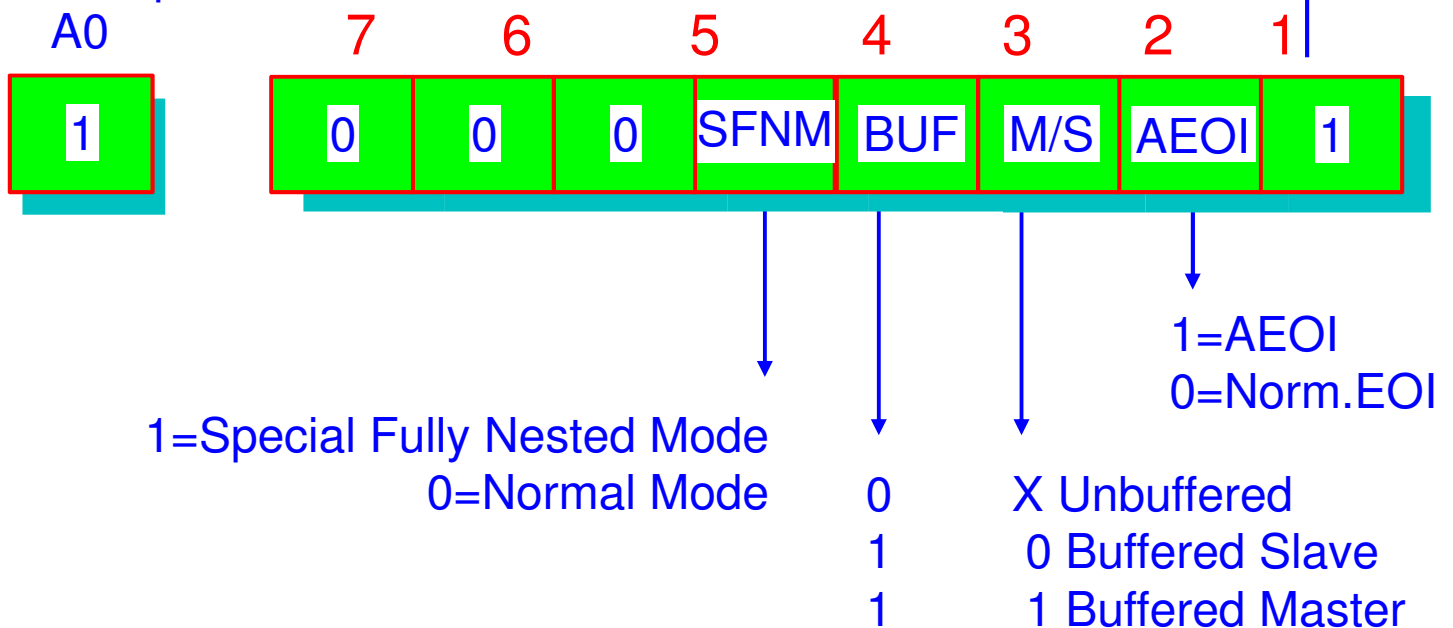 A0 7 6 5 4 3 2 1
1 0 0 0 SFNM BUF M/S AEOI 1
1=AEOI
0=Norm.EOI
1=Special Fully Nested Mode
0=Normal Mode 0 X Unbuffered
1 0 Buffered Slave
1 1 Buffered Master